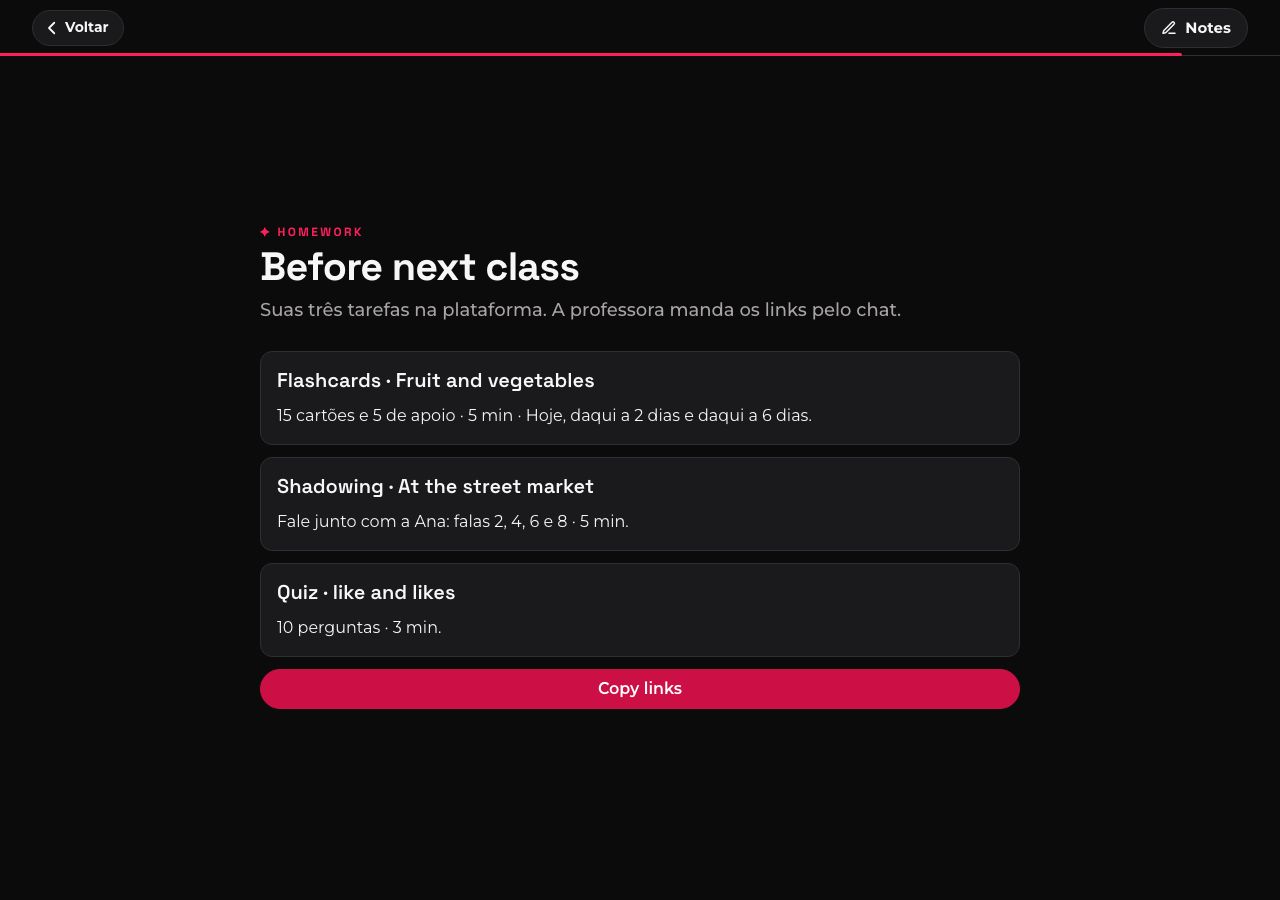 Voltar
Notes
HOMEWORK
Before next class
Suas três tarefas na plataforma. A professora manda os links pelo chat.
Flashcards · Fruit and vegetables
15 cartões e 5 de apoio · 5 min · Hoje, daqui a 2 dias e daqui a 6 dias.
Shadowing · At the street market
Fale junto com a Ana: falas 2, 4, 6 e 8 · 5 min.
Quiz · like and likes
10 perguntas · 3 min.
Copy links